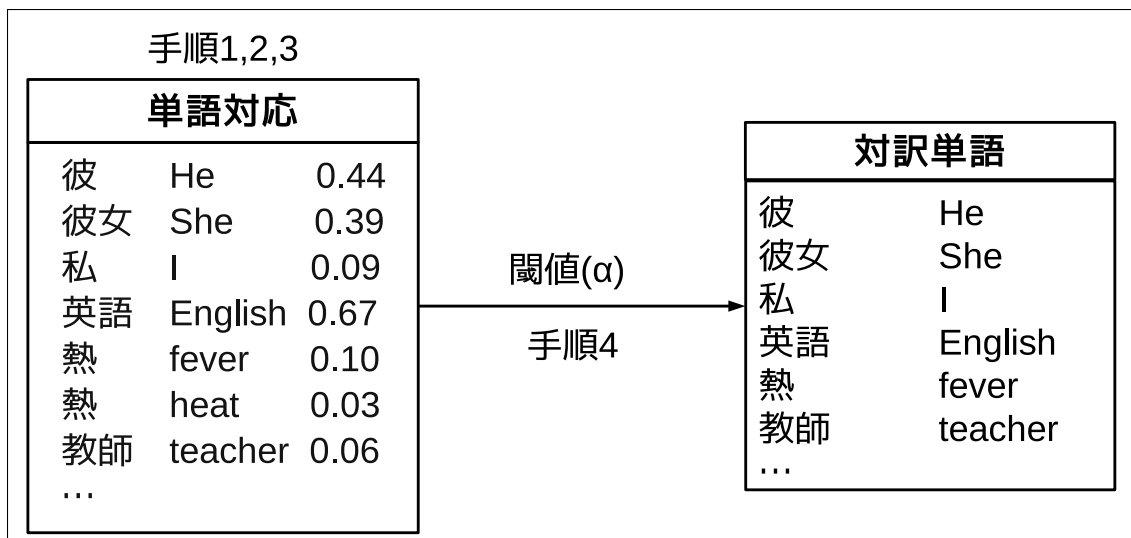 手順1,2,3
単語対応
彼 He 0.44
彼女 She 0.39
私 I 0.09
英語 English 0.67
熱 fever 0.10
熱 heat 0.03
教師 teacher 0.06
…
閾値(α)
手順4
対訳単語
彼 He
彼女 She
私 I
英語 English
熱 fever
教師 teacher
…